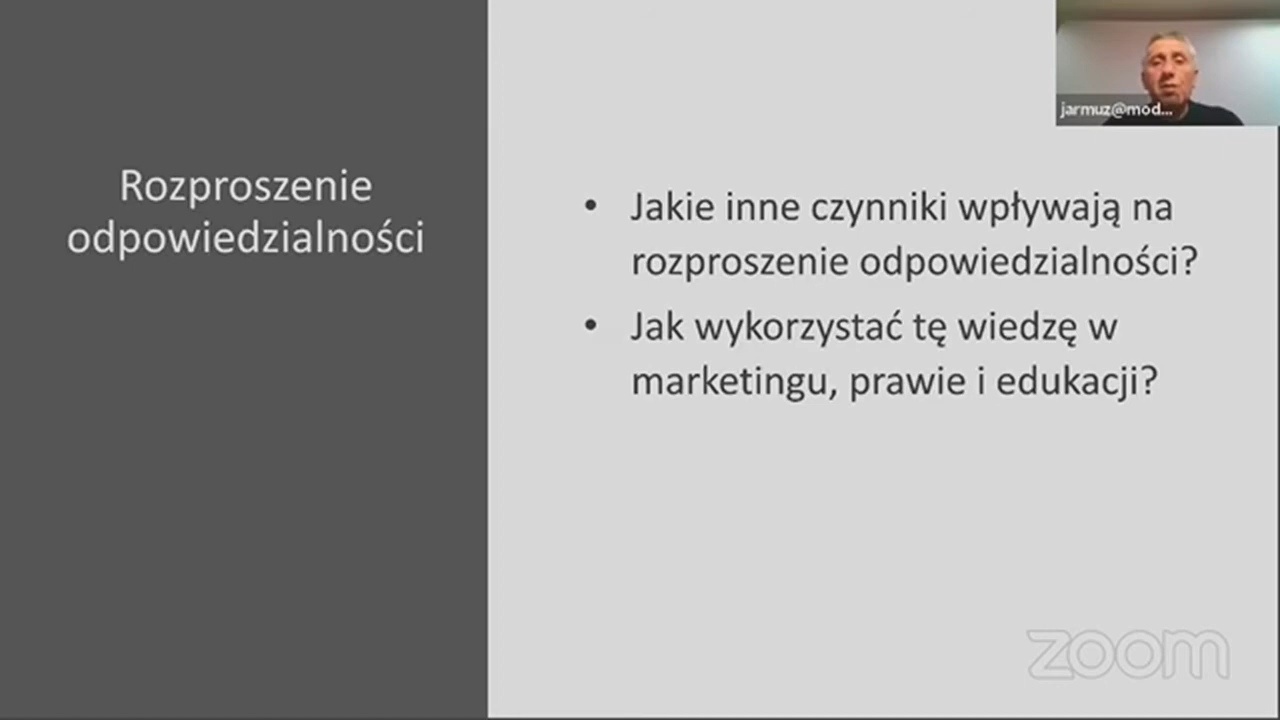 Rozproszenie
odpowiedzialności
jarmuz@mod...
• Jakie inne czynniki wpływają na
rozproszenie odpowiedzialności?
• Jak wykorzystać tę wiedzę w
marketingu, prawie i edukacji?
zoom